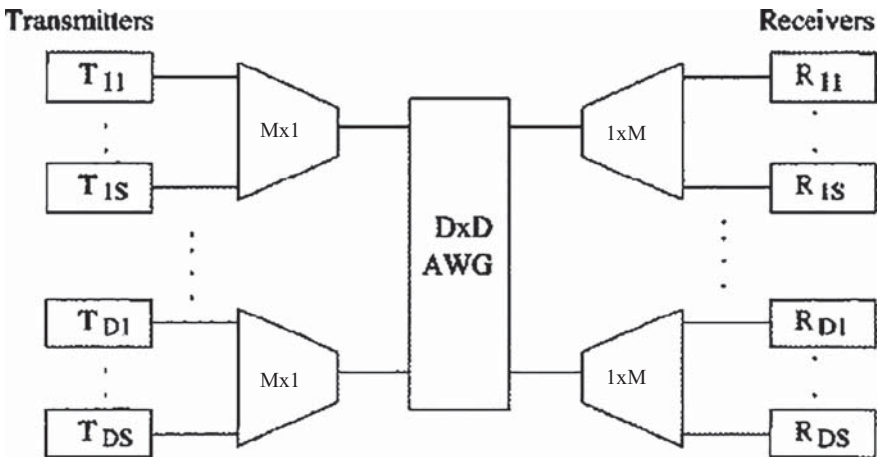 Transmitters
Receivers
T11
R11
Mx1
1xM
T1S
R1S
DxD
AWG
TD1
RD1
Mx1
1xM
TDS
RDS